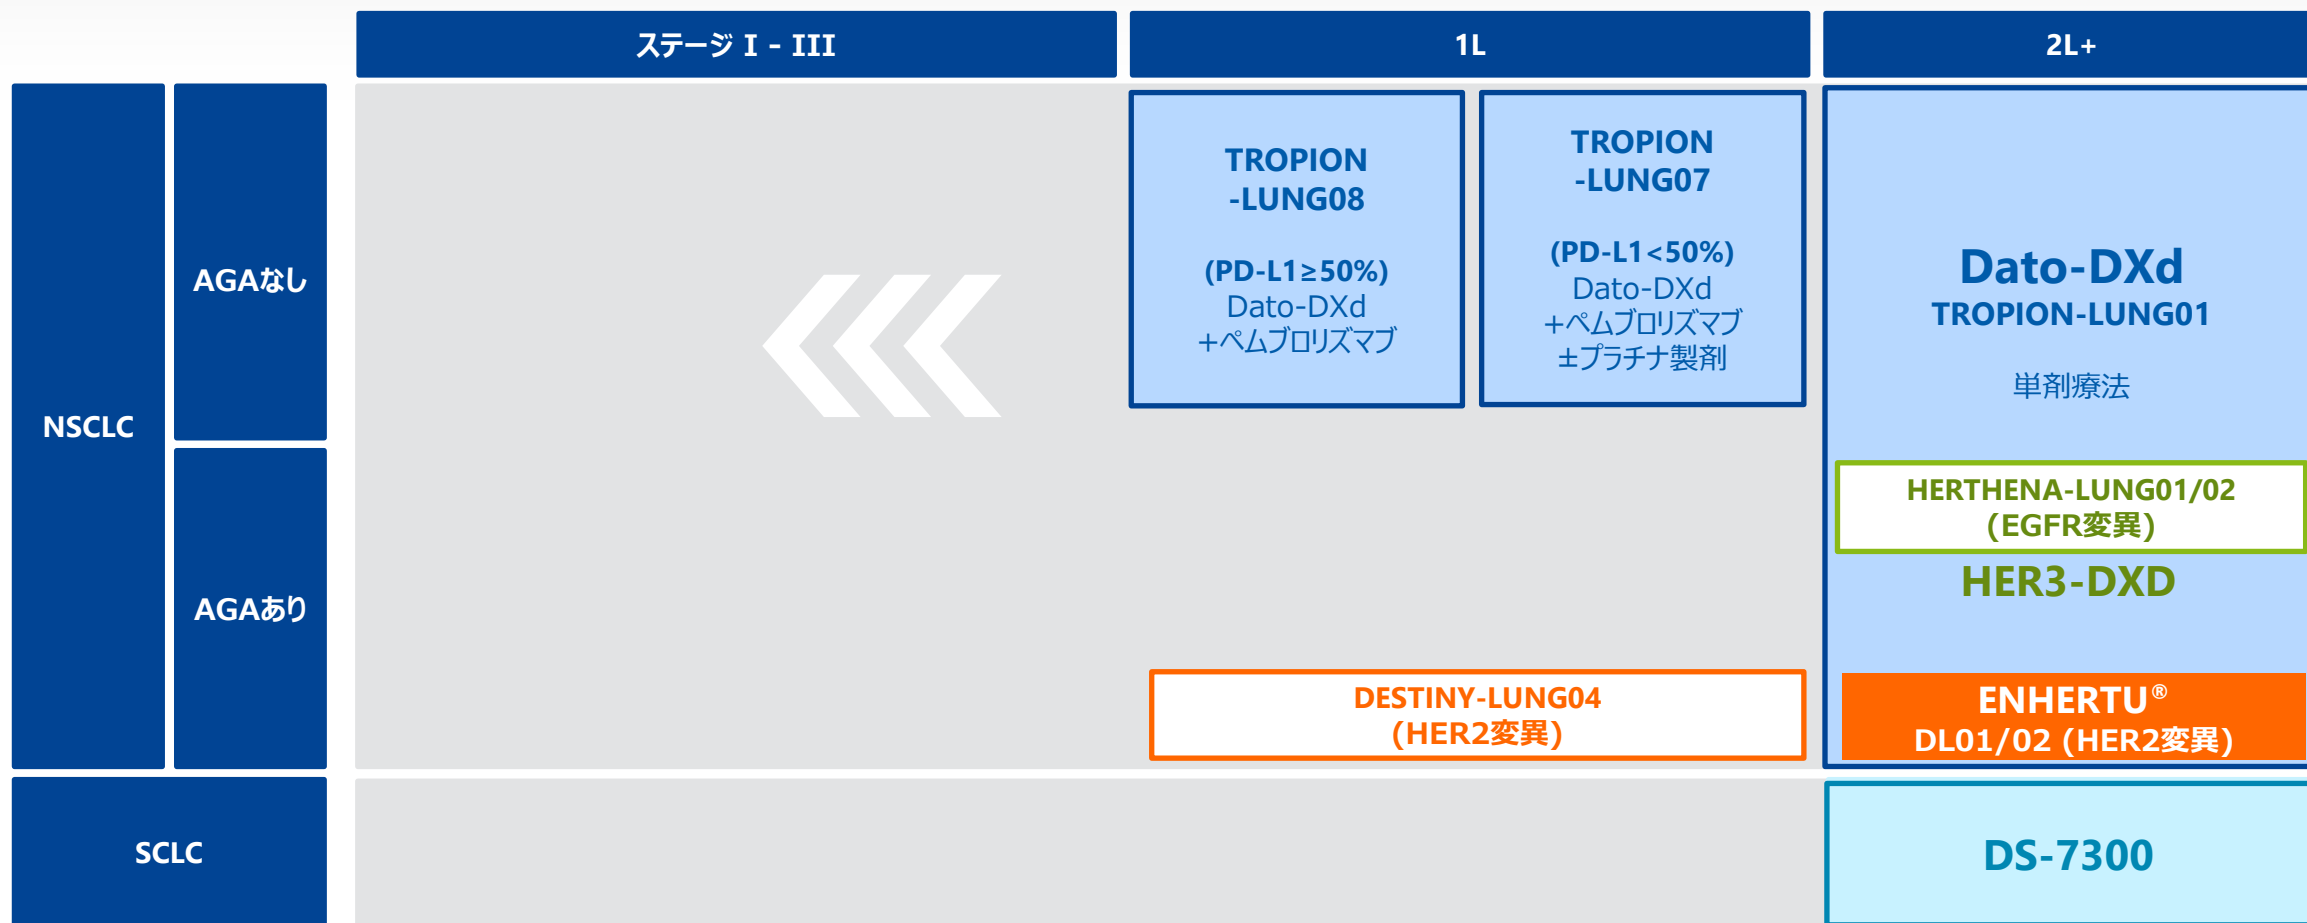 ステージ I - III
1L
2L+
NSCLC
AGAなし
TROPION
-LUNG08
(PD-L1≥50%)
Dato-DXd
+ペムブロリズマブ
TROPION
-LUNG07
(PD-L1<50%)
Dato-DXd
+ペムブロリズマブ
±プラチナ製剤
Dato-DXd
TROPION-LUNG01
単剤療法
AGAあり
HERTHENA-LUNG01/02
(EGFR変異)
HER3-DXD
DESTINY-LUNG04
(HER2変異)
ENHERTU®
DL01/02 (HER2変異)
SCLC
DS-7300